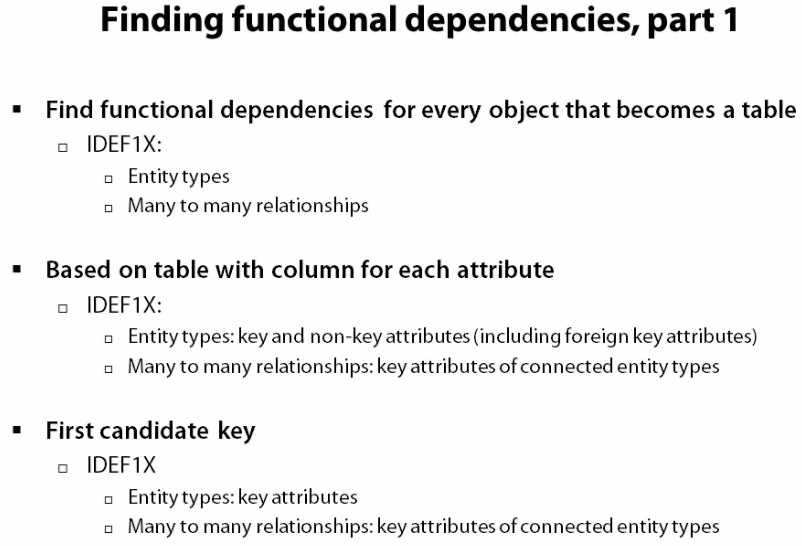 Finding functional dependencies, part 1
Find functional dependencies for every object that becomes a table
IDEF1X:
Entity types
Many to many relationships
Based on table with column for each attribute
IDEF1X:
Entity types: key and non-key attributes (including foreign key attributes)
Many to many relationships: key attributes of connected entity types
First candidate key
IDEF1X
Entity types: key attributes
Many to many relationships: key attributes of connected entity types